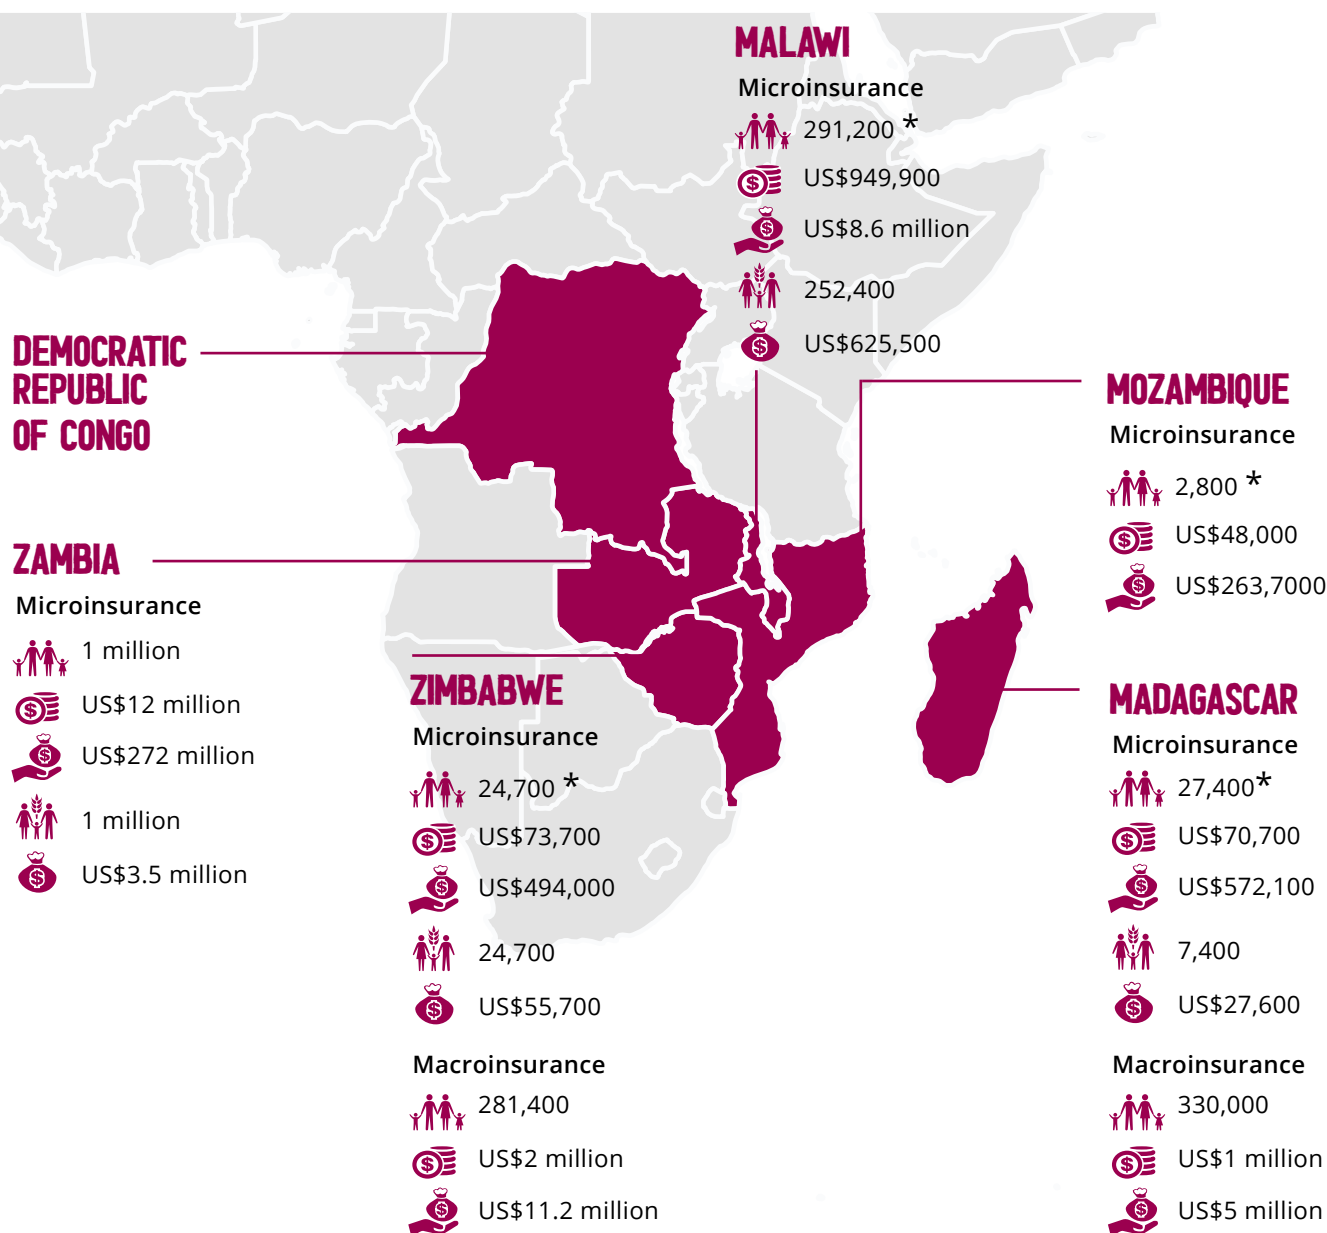 MALAWI
Microinsurance
291,200 *
US$949,900
US$8.6 million
252,400
US$625,500
DEMOCRATIC
REPUBLIC
OF CONGO
MOZAMBIQUE
Microinsurance
2,800 *
US$48,000
US$263,7000
ZAMBIA
Microinsurance
1 million
US$12 million
US$272 million
1 million
US$3.5 million
ZIMBABWE
Microinsurance
24,700 *
US$73,700
US$494,000
24,700
US$55,700
Macroinsurance
281,400
US$2 million
US$11.2 million
MADAGASCAR
Microinsurance
27,400*
US$70,700
US$572,100
7,400
US$27,600
Macroinsurance
330,000
US$1 million
US$5 million